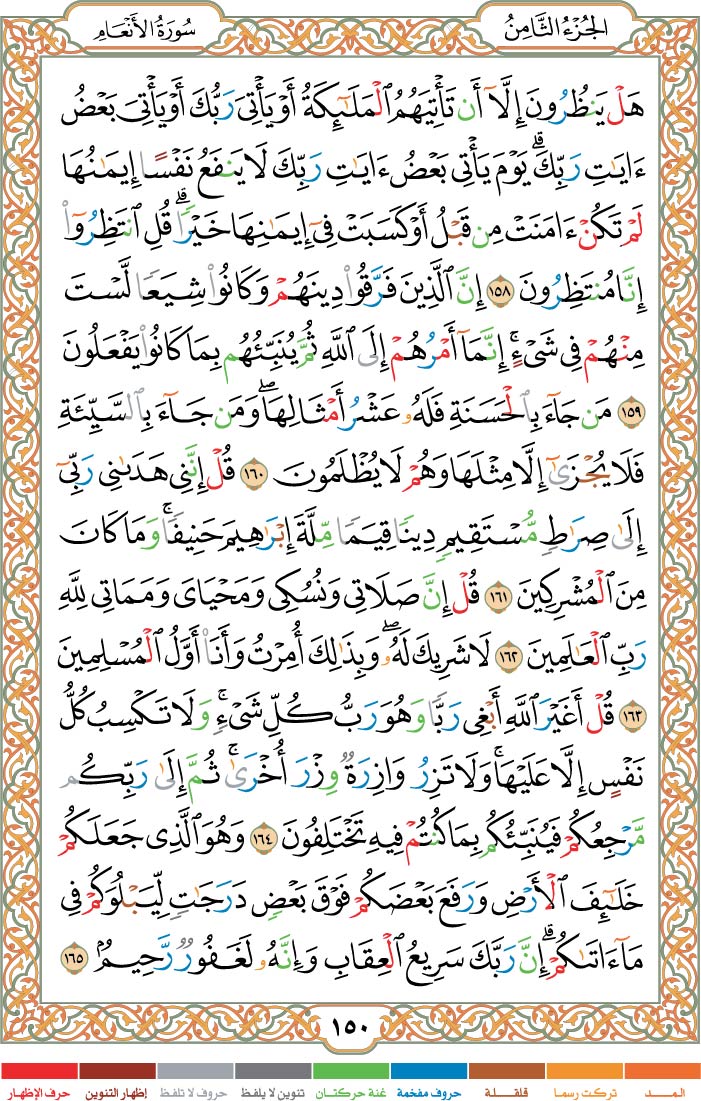 الجُزْءُ الثَّامِنُ
سُورَةُ الأَنْعَامِ
هَلْ يَنظُرُونَ إِلَّآ أَن تَأْتِيَهُمُ ٱلْمَلَـٰٓئِكَةُ أَوْ يَأْتِىَ رَبُّكَ أَوْ يَأْتِىَ بَعْضُ
ءَايَـٰتِ رَبِّكَ ۗ يَوْمَ يَأْتِى بَعْضُ ءَايَـٰتِ رَبِّكَ لَا يَنفَعُ نَفْسًا إِيمَـٰنُهَا
لَمْ تَكُنْ ءَامَنَتْ مِن قَبْلُ أَوْ كَسَبَتْ فِىٓ إِيمَـٰنِهَا خَيْرًا ۗ قُلِ ٱنتَظِرُوٓا۟
إِنَّا مُنتَظِرُونَ ١٥٨ إِنَّ ٱلَّذِينَ فَرَّقُوا۟ دِينَهُمْ وَكَانُوا۟ شِيَعًا لَّسْتَ
مِنْهُمْ فِى شَىْءٍ ۚ إِنَّمَآ أَمْرُهُمْ إِلَى ٱللَّهِ ثُمَّ يُنَبِّئُهُم بِمَا كَانُوا۟ يَفْعَلُونَ
١٥٩ مَن جَآءَ بِٱلْحَسَنَةِ فَلَهُۥ عَشْرُ أَمْثَالِهَا ۖ وَمَن جَآءَ بِٱلسَّيِّئَةِ
فَلَا يُجْزَىٰٓ إِلَّا مِثْلَهَا وَهُمْ لَا يُظْلَمُونَ ١٦٠ قُلْ إِنَّنِى هَدَىٰنِى رَبِّىٓ
إِلَىٰ صِرَٰطٍ مُّسْتَقِيمٍ دِينًا قِيَمًا مِّلَّةَ إِبْرَٰهِيمَ حَنِيفًا ۚ وَمَا كَانَ
مِنَ ٱلْمُشْرِكِينَ ١٦١ قُلْ إِنَّ صَلَاتِى وَنُسُكِى وَمَحْيَاىَ وَمَمَاتِى لِلَّهِ
رَبِّ ٱلْعَـٰلَمِينَ ١٦٢ لَا شَرِيكَ لَهُۥ ۖ وَبِذَٰلِكَ أُمِرْتُ وَأَنَا۠ أَوَّلُ ٱلْمُسْلِمِينَ
١٦٣ قُلْ أَغَيْرَ ٱللَّهِ أَبْغِى رَبًّا وَهُوَ رَبُّ كُلِّ شَىْءٍ ۚ وَلَا تَكْسِبُ كُلُّ
نَفْسٍ إِلَّا عَلَيْهَا ۚ وَلَا تَزِرُ وَازِرَةٌ وِزْرَ أُخْرَىٰ ۚ ثُمَّ إِلَىٰ رَبِّكُم
مَّرْجِعُكُمْ فَيُنَبِّئُكُم بِمَا كُنتُمْ فِيهِ تَخْتَلِفُونَ ١٦٤ وَهُوَ ٱلَّذِى جَعَلَكُمْ
خَلَـٰٓئِفَ ٱلْأَرْضِ وَرَفَعَ بَعْضَكُمْ فَوْقَ بَعْضٍ دَرَجَـٰتٍ لِّيَبْلُوَكُمْ فِى
مَآ ءَاتَىٰكُمْ ۗ إِنَّ رَبَّكَ سَرِيعُ ٱلْعِقَابِ وَإِنَّهُۥ لَغَفُورٌ رَّحِيمٌۢ ١٦٥
١٥٠
المـــد تركت رسما قلقـلـة حروف مفخمة غنة حركتـان تنوين لا يلفظ حروف لا تلفظ إظهار التنوين حرف الإظهار